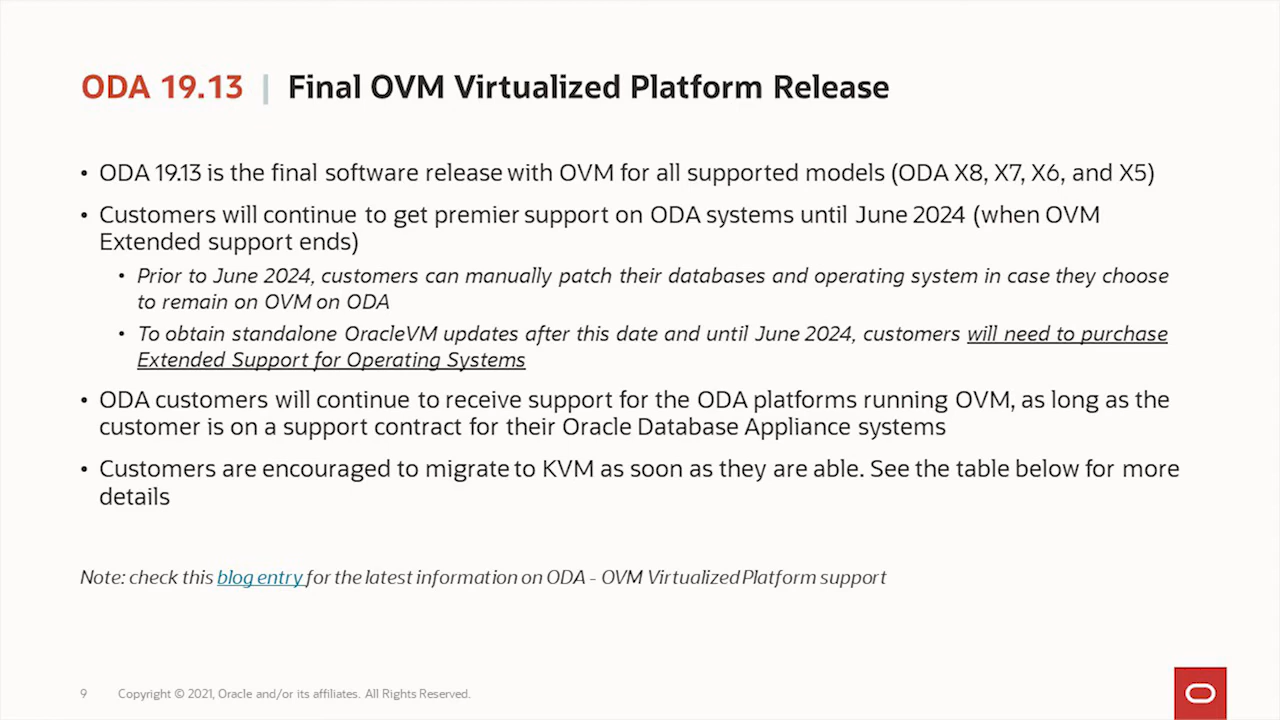 ODA 19.13 | Final OVM Virtualized Platform Release
• ODA 19.13 is the final software release with OVM for all supported models (ODA X8, X7, X6, and X5)
• Customers will continue to get premier support on ODA systems until June 2024 (when OVM
Extended support ends)
• Prior to June 2024, customers can manually patch their databases and operating system in case they choose
to remain on OVM on ODA
• To obtain standalone OracleVM updates after this date and until June 2024, customers will need to purchase
Extended Support for Operating Systems
• ODA customers will continue to receive support for the ODA platforms running OVM, as long as the
customer is on a support contract for their Oracle Database Appliance systems
• Customers are encouraged to migrate to KVM as soon as they are able. See the table below for more
details
Note: check this blog entry for the latest information on ODA - OVM Virtualized Platform support
9 Copyright © 2021, Oracle and/or its affiliates. All Rights Reserved.